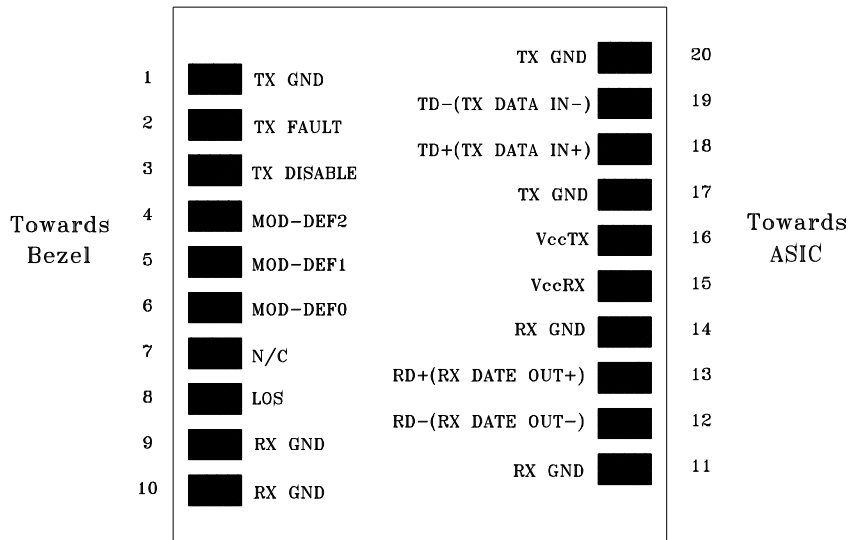 1 TX GND
2 TX FAULT
3 TX DISABLE
4 MOD-DEF2
5 MOD-DEF1
6 MOD-DEF0
7 N/C
8 LOS
9 RX GND
10 RX GND
Towards
Bezel
TX GND 20
TD-(TX DATA IN-) 19
TD+(TX DATA IN+) 18
TX GND 17
VccTX 16
VccRX 15
RX GND 14
RD+(RX DATE OUT+) 13
RD-(RX DATE OUT-) 12
RX GND 11
Towards
ASIC